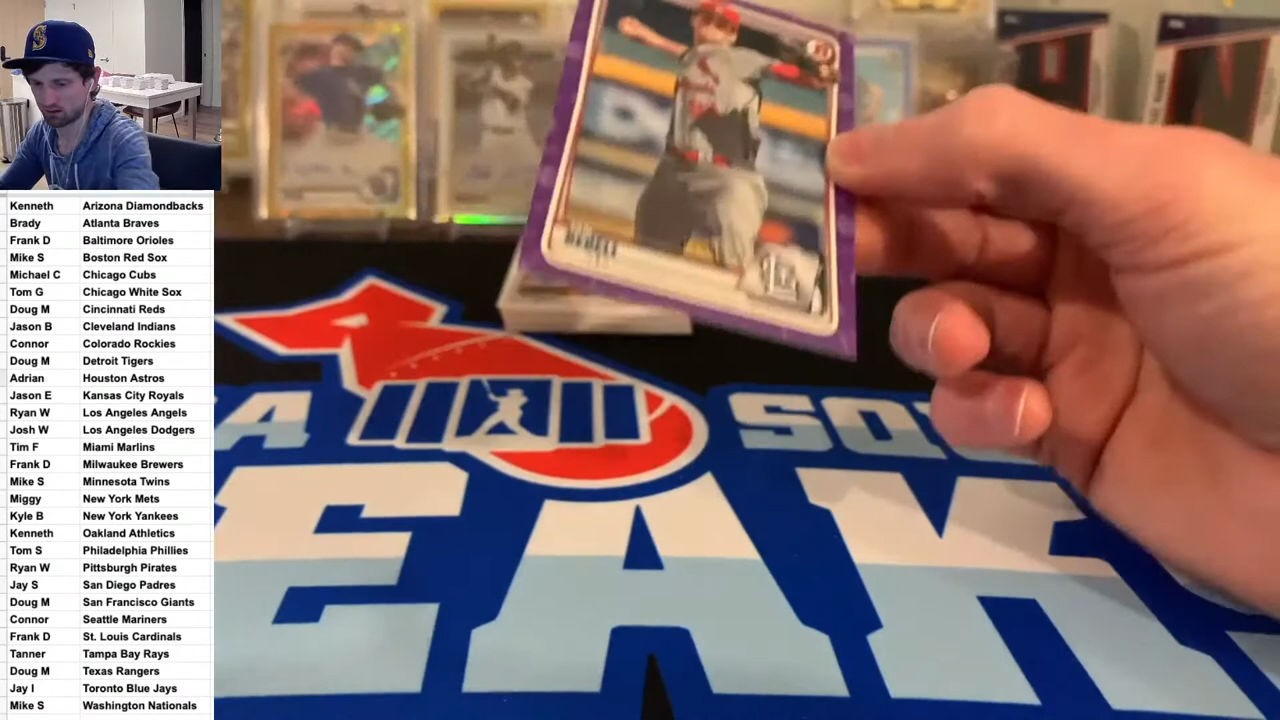 Kenneth Arizona Diamondbacks
Brady Atlanta Braves
Frank D Baltimore Orioles
Mike S Boston Red Sox
Michael C Chicago Cubs
Tom G Chicago White Sox
Doug M Cincinnati Reds
Jason B Cleveland Indians
Connor Colorado Rockies
Doug M Detroit Tigers
Adrian Houston Astros
Jason E Kansas City Royals
Ryan W Los Angeles Angels
Josh W Los Angeles Dodgers
Tim F Miami Marlins
Frank D Milwaukee Brewers
Mike S Minnesota Twins
Miggy New York Mets
Kyle B New York Yankees
Kenneth Oakland Athletics
Tom S Philadelphia Phillies
Ryan W Pittsburgh Pirates
Jay S San Diego Padres
Doug M San Francisco Giants
Connor Seattle Mariners
Frank D St. Louis Cardinals
Tanner Tampa Bay Rays
Doug M Texas Rangers
Jay I Toronto Blue Jays
Mike S Washington Nationals
A SQ
EAK